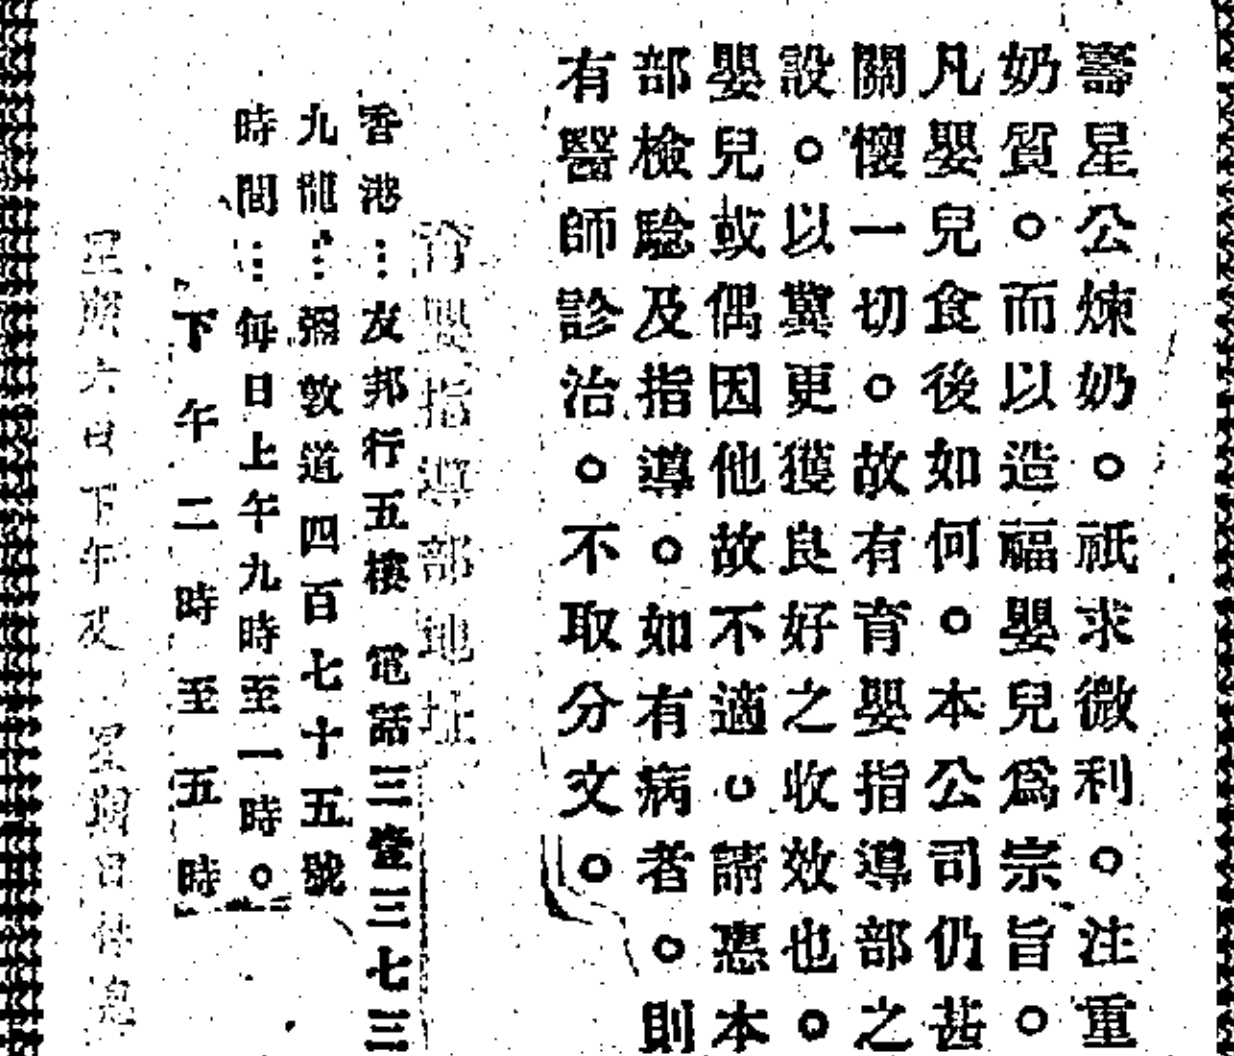 壽星公煉奶。祇求微利。注重
奶質。而以造福嬰兒爲宗旨。
凡嬰兒食後如何。本公司仍甚
關懷一切。故有育嬰指導部之
設。以冀更獲良好之收效也。
嬰兒或偶因他故不適。請惠本
部檢驗及指導。如有病者。則
有醫師診治。不取分文。
育嬰指導部地址
香港：友邦行五樓 電話三壹三七三
九龍：彌敦道四百七十五號
時間：每日上午九時至一時。
下午二時至五時
星期六日下午及 星期日休息